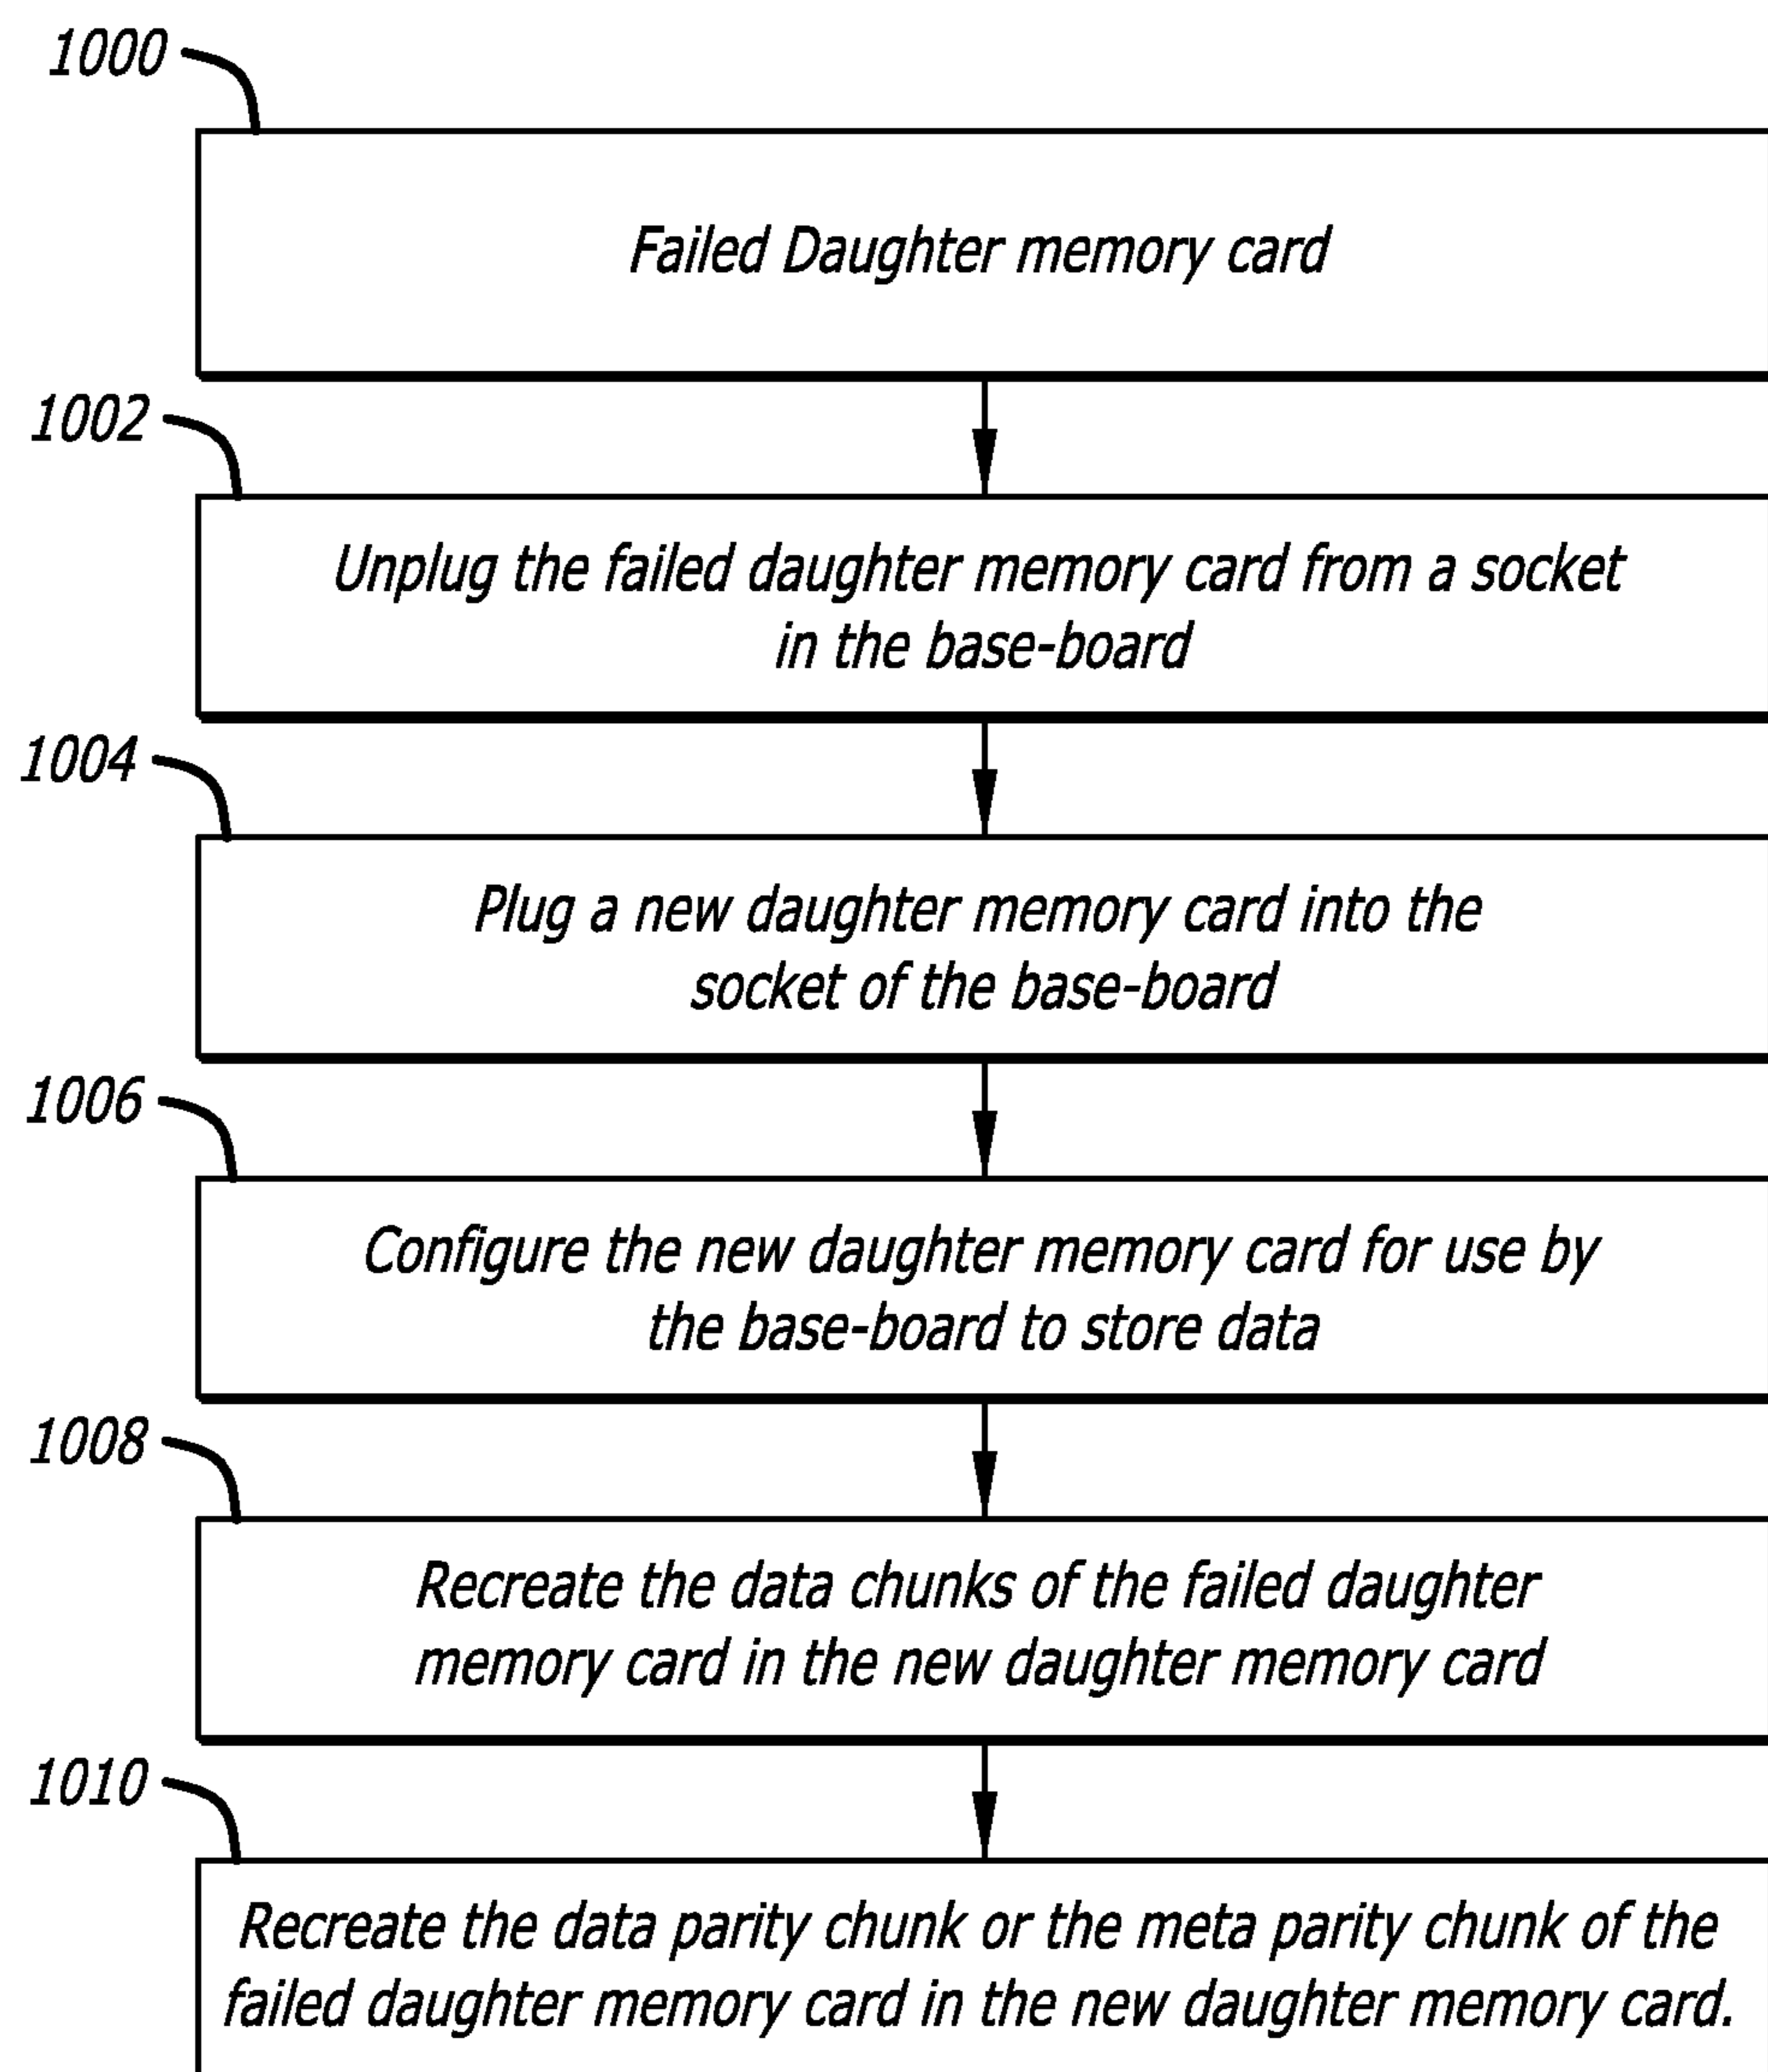 1000
Failed Daughter memory card
1002
Unplug the failed daughter memory card from a socket
in the base-board
1004
Plug a new daughter memory card into the
socket of the base-board
1006
Configure the new daughter memory card for use by
the base-board to store data
1008
Recreate the data chunks of the failed daughter
memory card in the new daughter memory card
1010
Recreate the data parity chunk or the meta parity chunk of the
failed daughter memory card in the new daughter memory card.